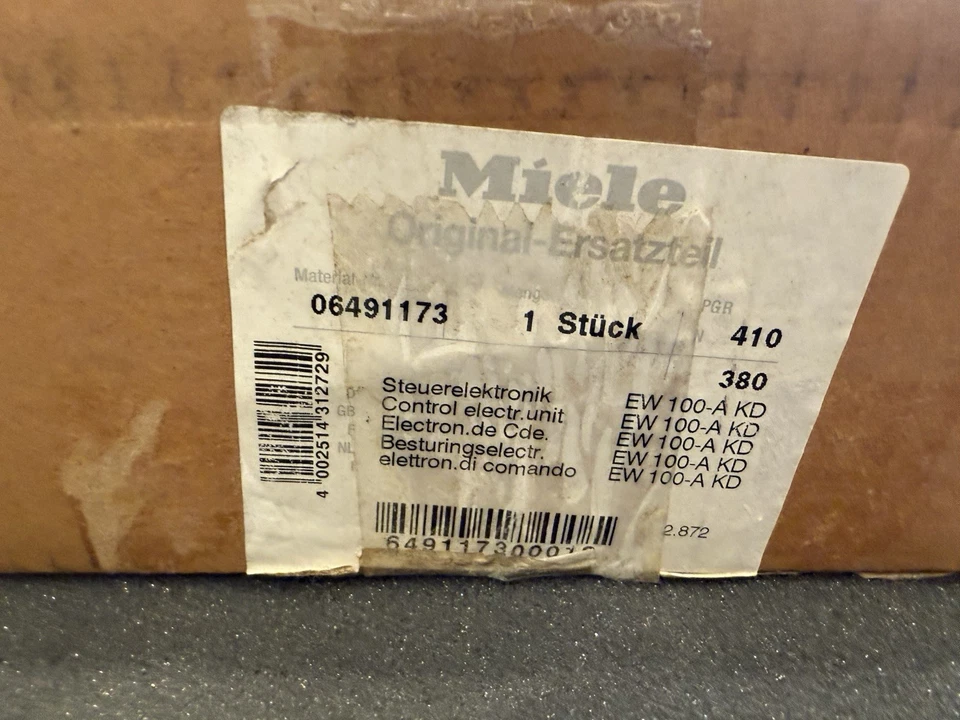 Miele
Original-Ersatzteil
Material
PGR
06491173 1 Stück N 410
380
Steuerelektronik EW 100-A KD
GB Control electr.unit EW 100-A KD
F Electron.de Cde. EW 100-A KD
NL Besturingselectr. EW 100-A KD
elettron.di comando EW 100-A KD
4 002514 312729
2.872